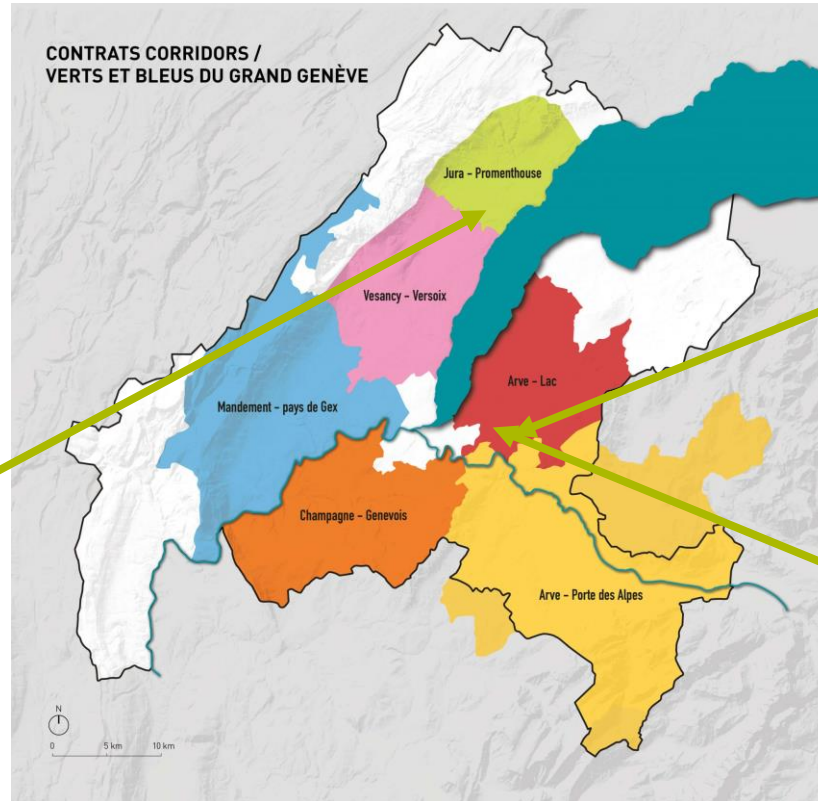 CONTRATS CORRIDORS /
VERTS ET BLEUS DU GRAND GENÈVE
Jura – Promenthouse
Vesancy – Versoix
Arve – Lac
Mandement – pays de Gex
Champagne – Genevois
Arve – Porte des Alpes
N
0 5 km 10 km